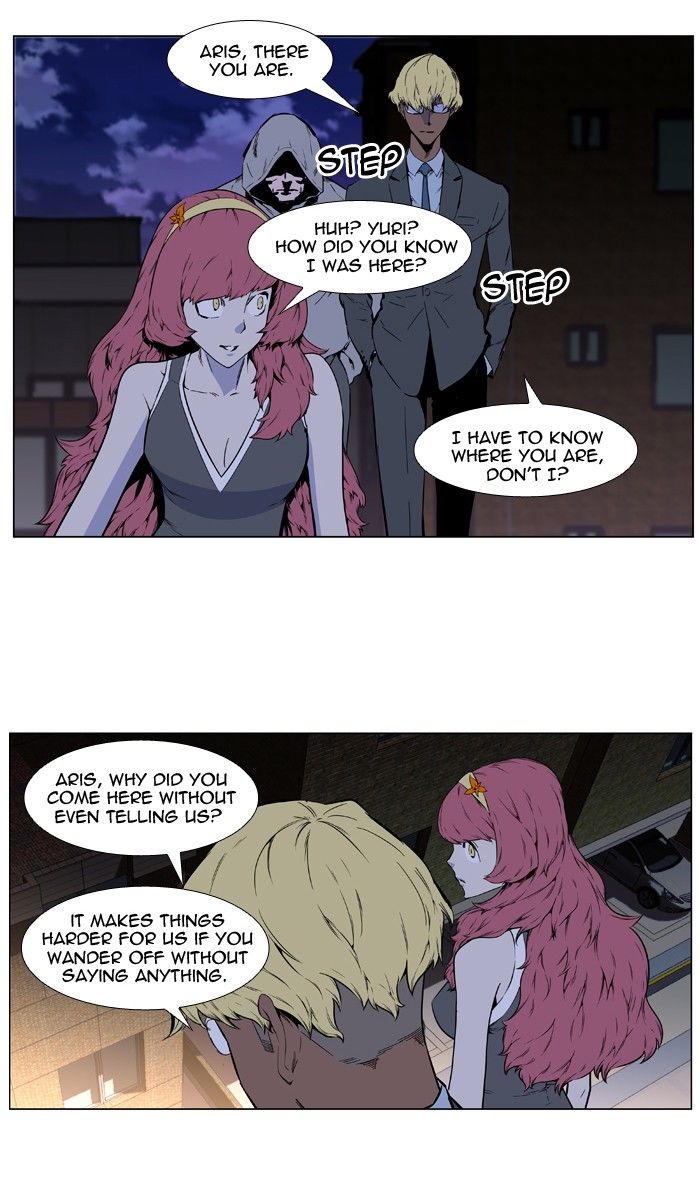 ARIS, THERE
YOU ARE.
STEP
HUH? YURI?
HOW DID YOU KNOW
I WAS HERE?
STEP
I HAVE TO KNOW
WHERE YOU ARE,
DON'T I?
ARIS, WHY DID YOU
COME HERE WITHOUT
EVEN TELLING US?
IT MAKES THINGS
HARDER FOR US IF YOU
WANDER OFF WITHOUT
SAYING ANYTHING.